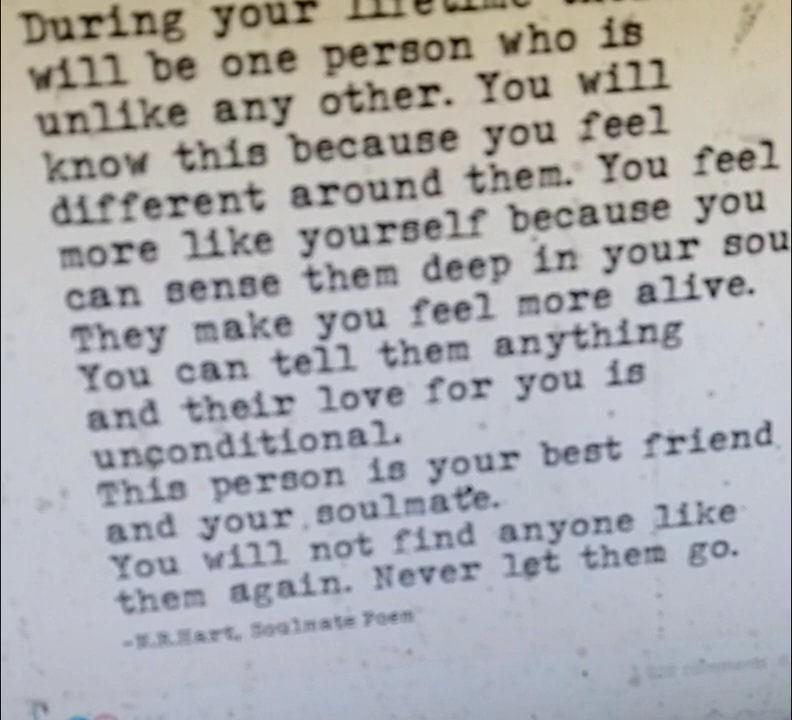 During your lifetime
will be one person who is
unlike any other. You will
know this because you feel
different around them. You feel
more like yourself because you
can sense them deep in your sou
They make you feel more alive.
You can tell them anything
and their love for you is
unconditional.
This person is your best friend
and your soulmate.
You will not find anyone like
them again. Never let them go.
-N.R.Hart, Soulmate Poem
comments